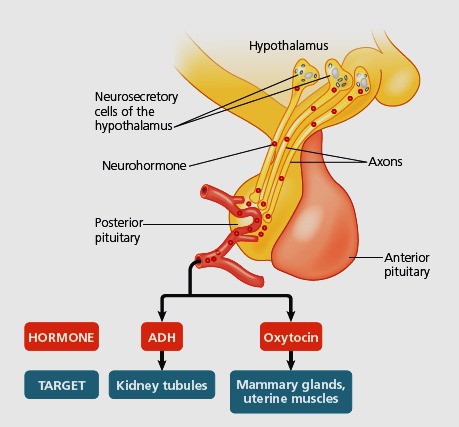 Hypothalamus
Neurosecretory
cells of the
hypothalamus
Neurohormone
Axons
Posterior
pituitary
Anterior
pituitary
HORMONE
ADH
Oxytocin
TARGET
Kidney tubules
Mammary glands,
uterine muscles